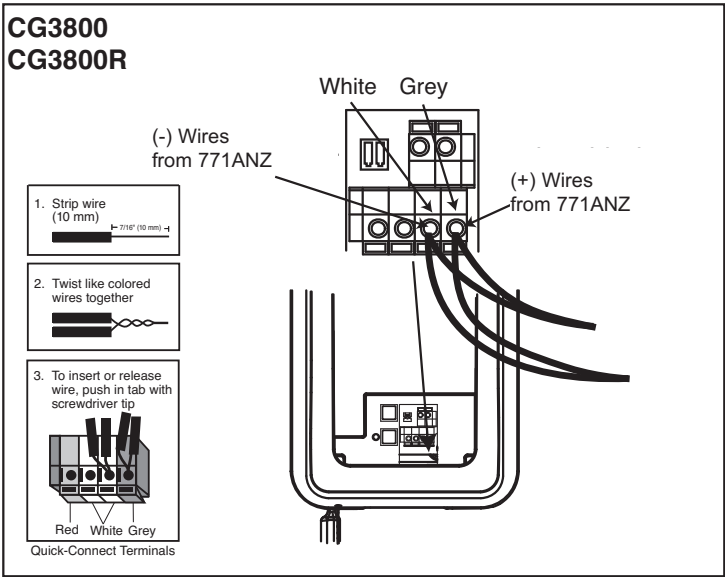 CG3800
CG3800R
White Grey
(-) Wires
from 771ANZ
(+) Wires
from 771ANZ
1. Strip wire
(10 mm)
7/16" (10 mm)
2. Twist like colored
wires together
3. To insert or release
wire, push in tab with
screwdriver tip
Red White Grey
Quick-Connect Terminals